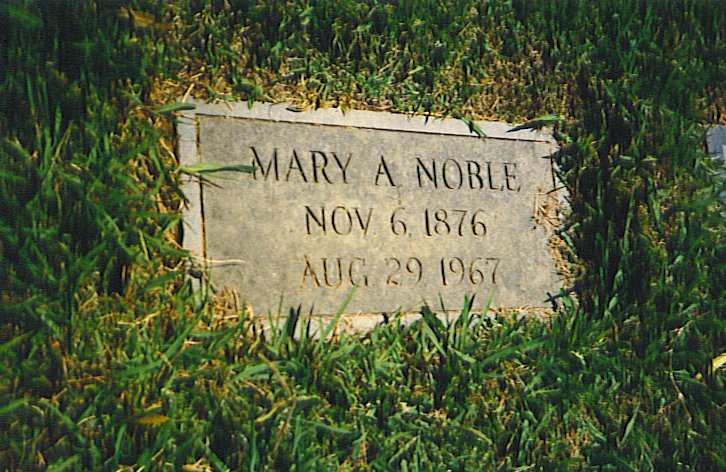 MARY A NOBLE
NOV. 6, 1876
AUG. 29, 1967